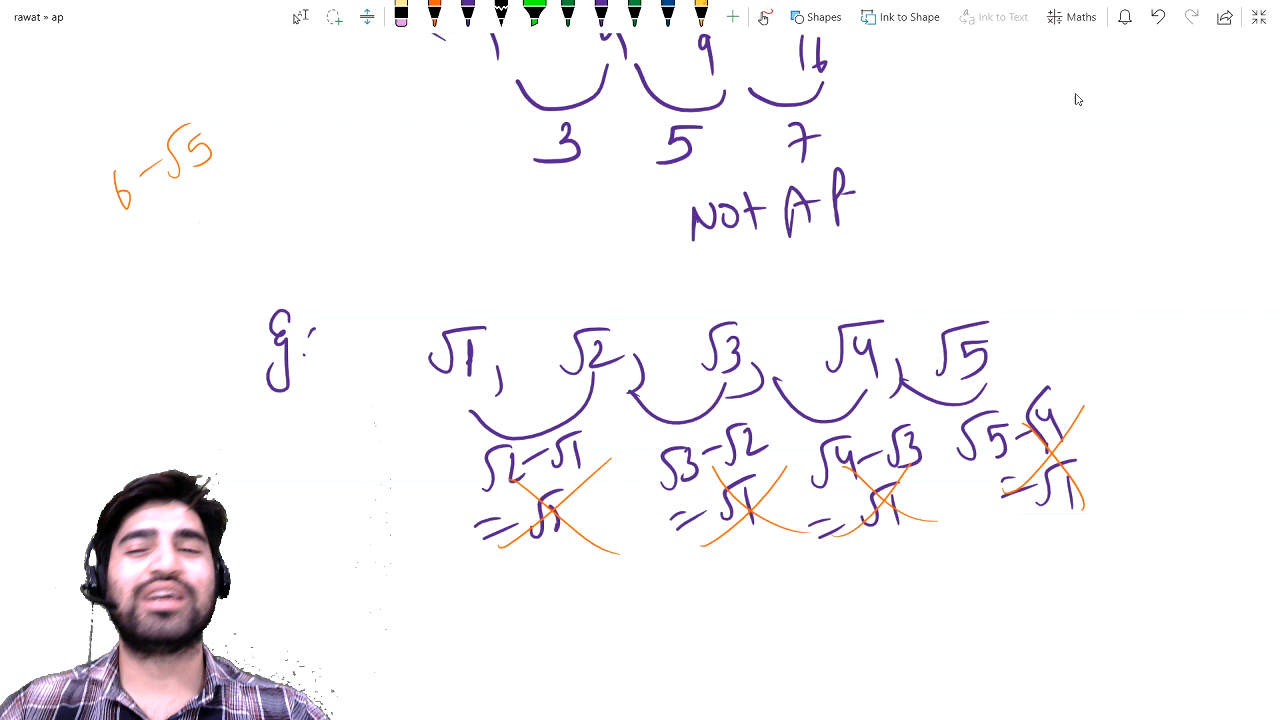 rawat » ap
Shapes
Ink to Shape
Ink to Text
Maths
9 16
3 5 7
6-√5
Not AP
Eg:
√1, √2, √3, √4, √5
√2-√1 √3-√2 √4-√3 √5-√4
=√1 =√1 =√1 =√1